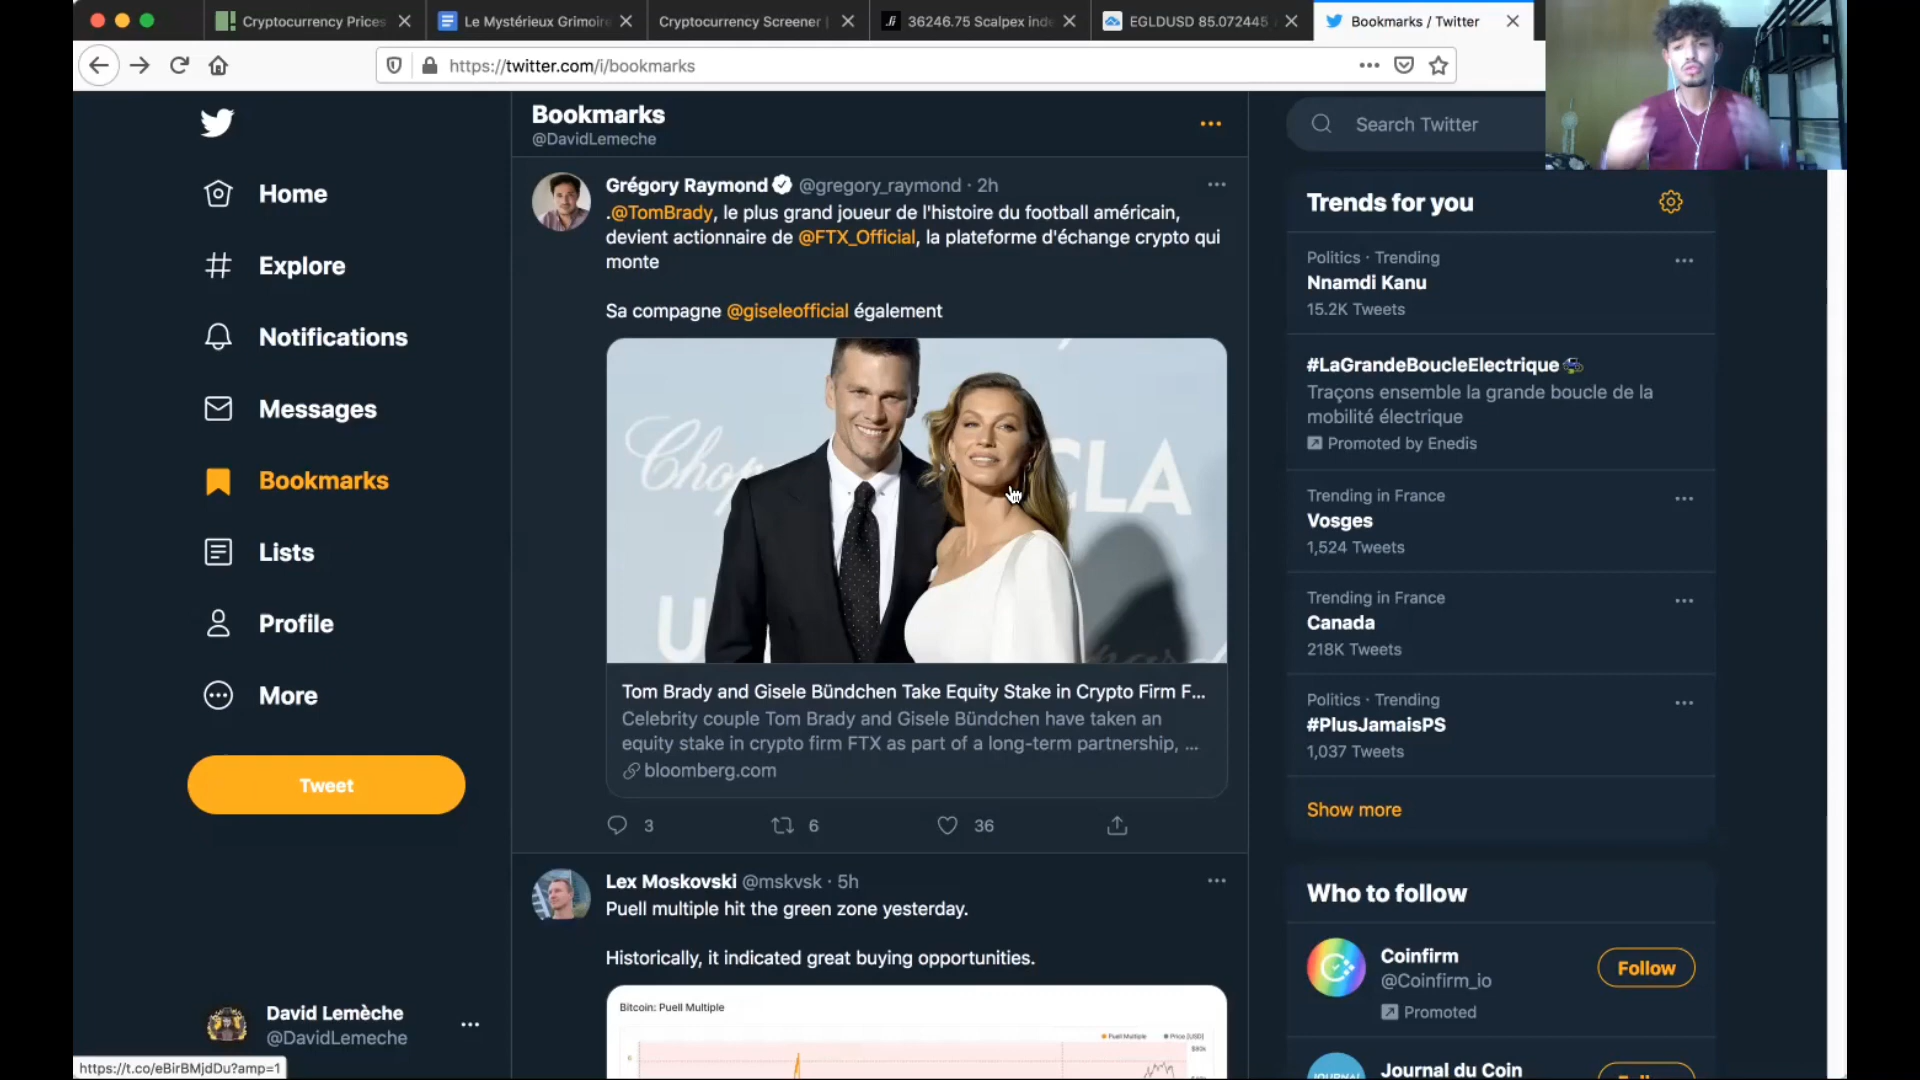 Cryptocurrency Prices
Le Mystérieux Grimoire
Cryptocurrency Screener |
36246.75 Scalpex inde
EGLDUSD 85.072445
Bookmarks / Twitter
https://twitter.com/i/bookmarks
Home
Explore
Notifications
Messages
Bookmarks
Lists
Profile
More
Tweet
David Lemèche
@DavidLemeche
https://t.co/eBirBMjdDu?amp=1
Bookmarks
@DavidLemeche
Grégory Raymond @gregory_raymond · 2h
.@TomBrady, le plus grand joueur de l'histoire du football américain,
devient actionnaire de @FTX_Official, la plateforme d'échange crypto qui
monte
Sa compagne @giseleofficial également
Chop
CLA
U
Tom Brady and Gisele Bündchen Take Equity Stake in Crypto Firm F...
Celebrity couple Tom Brady and Gisele Bündchen have taken an
equity stake in crypto firm FTX as part of a long-term partnership, ...
bloomberg.com
3
6
36
Lex Moskovski @mskvsk · 5h
Puell multiple hit the green zone yesterday.
Historically, it indicated great buying opportunities.
Bitcoin: Puell Multiple
Puell Multiple
Price [USD]
$80k
Search Twitter
Trends for you
Politics · Trending
Nnamdi Kanu
15.2K Tweets
#LaGrandeBoucleElectrique
Traçons ensemble la grande boucle de la
mobilité électrique
Promoted by Enedis
Trending in France
Vosges
1,524 Tweets
Trending in France
Canada
218K Tweets
Politics · Trending
#PlusJamaisPS
1,037 Tweets
Show more
Who to follow
Coinfirm
@Coinfirm_io
Promoted
Follow
Journal du Coin
JOURNAL